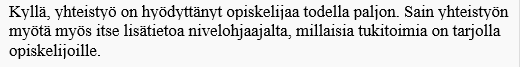 Kyllä, yhteistyö on hyödyttänyt opiskelijaa todella paljon. Sain yhteistyön
myötä myös itse lisätietoa nivelohjaajalta, millaisia tukitoimia on tarjolla
opiskelijoille.